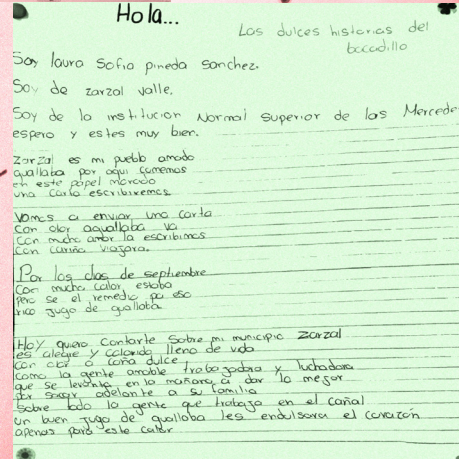 Hola...
Las dulces historias del
bocadillo
Soy laura Sofia pineda sanchez.
Soy de zarzal valle.
Soy de la institucion Normal Superior de las Mercede
espero y estes muy bien.
Zarzal es mi pueblo amado
guallaba por aqui comemos
en este papel morado
una carta escribiremos
Vamos a enviar una carta
Con olor aguallaba va
Con mucho amor la escribimos
Con cariño viajara.
Por los dias de septiembre
Con mucha calor estaba
Pero se el remedio pa eso
rico jugo de guallaba
Hoy quiero Contarte Sobre mi municipio zarzal
es alegre y colorido lleno de vida
con olor a caña dulce
como la gente amable trabajadora y luchadora
que se levanta en la mañana a dar lo mejor
por sacar adelante a su familia
Sobre todo la gente que trabaja en el cañal
un buen jugo de guallaba les endulsara el corazón
apenas para este calor